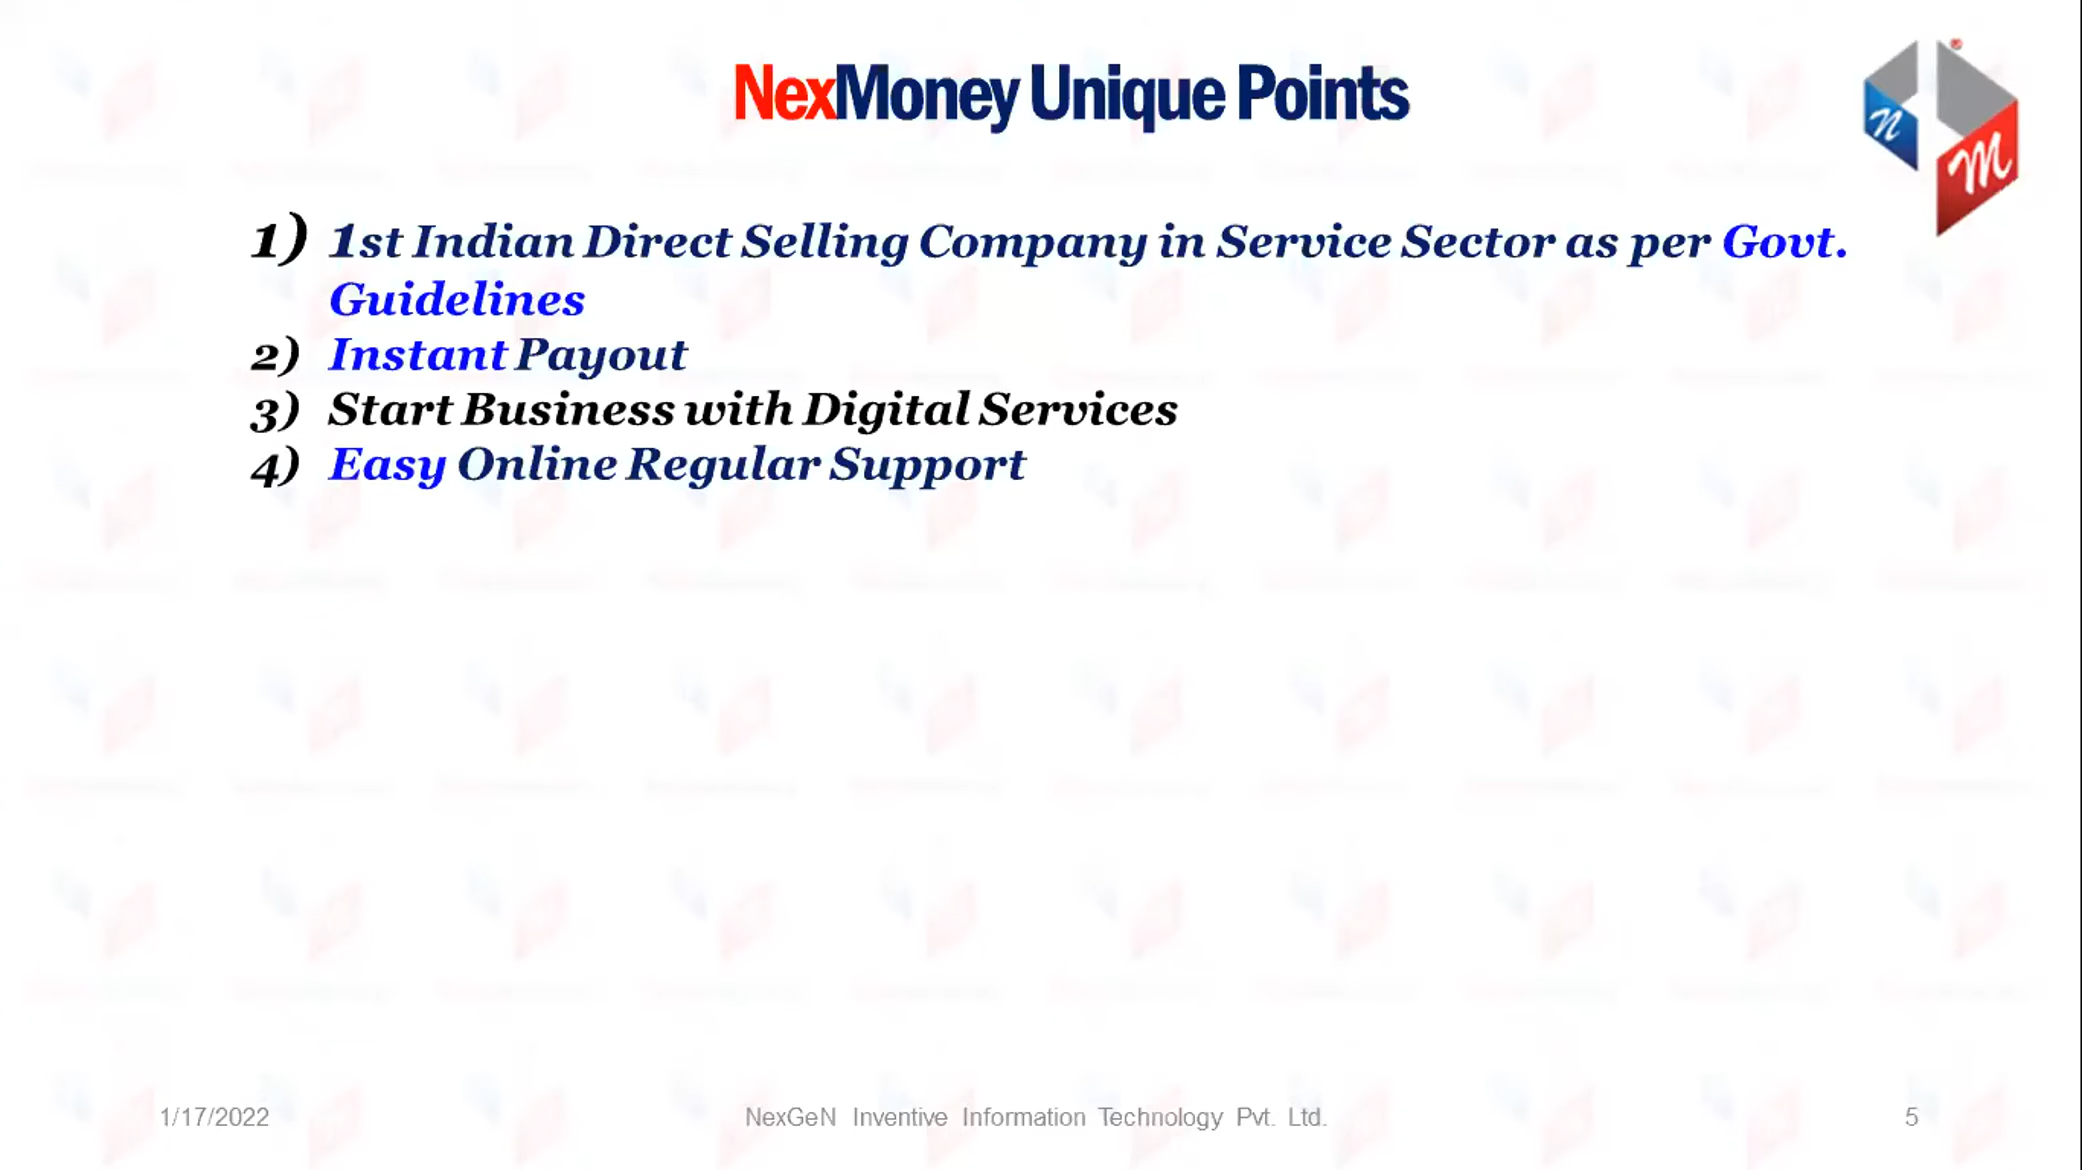 NexMoney Unique Points
n
M
1) 1st Indian Direct Selling Company in Service Sector as per Govt.
Guidelines
2) Instant Payout
3) Start Business with Digital Services
4) Easy Online Regular Support
1/17/2022 NexGeN Inventive Information Technology Pvt. Ltd. 5